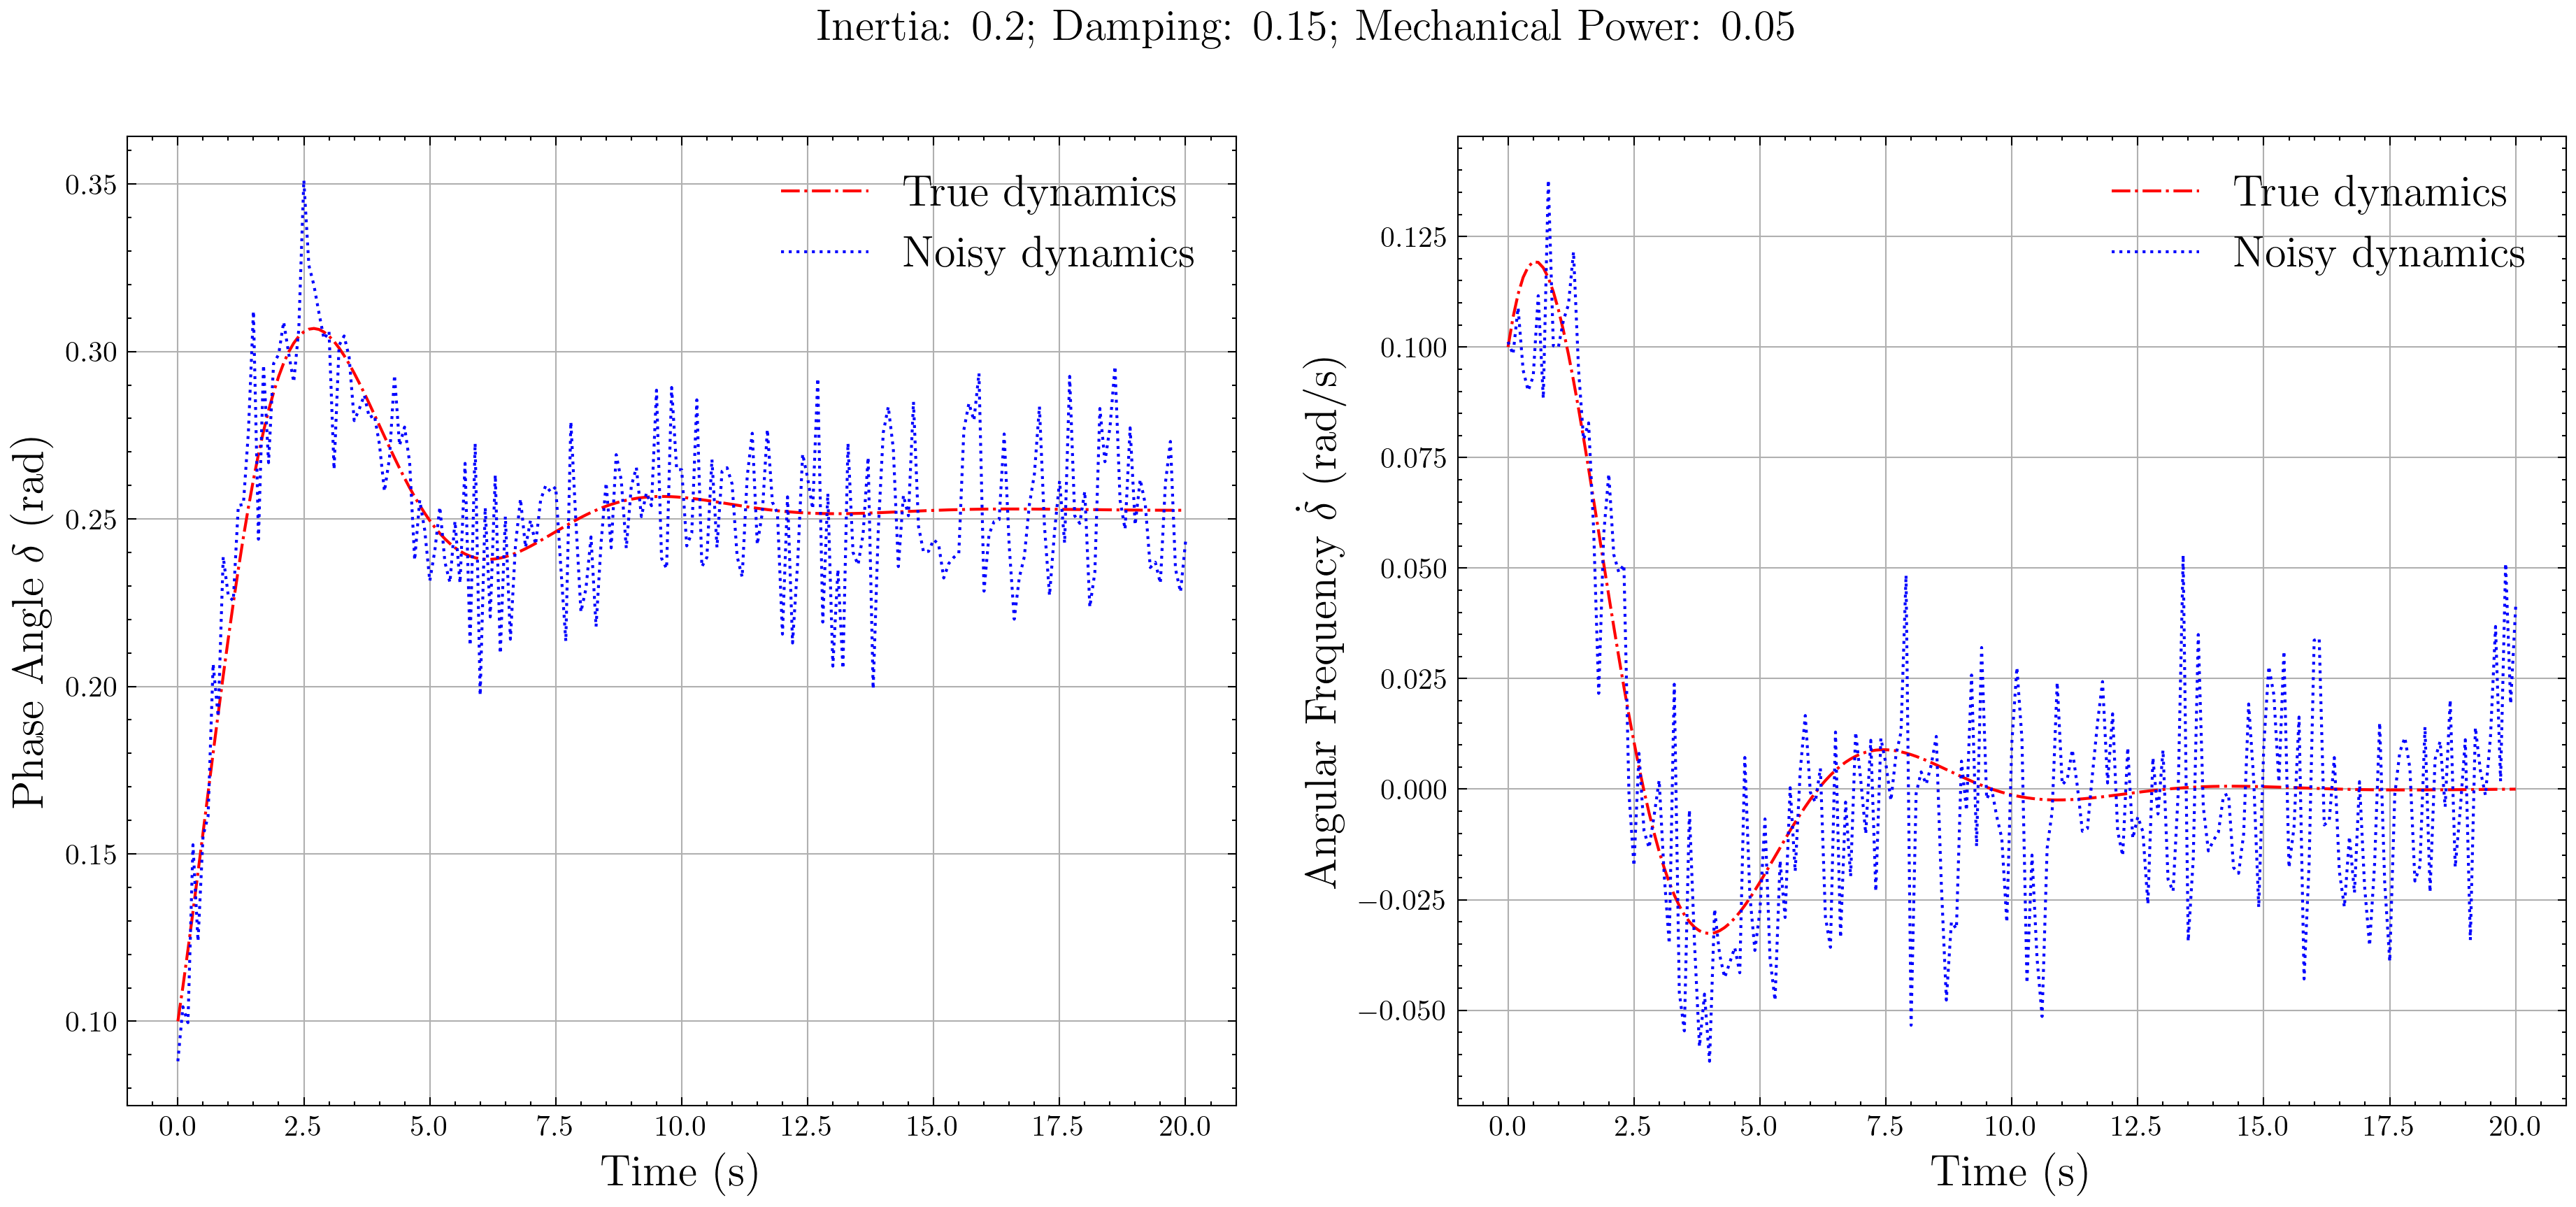 Inertia: 0.2; Damping: 0.15; Mechanical Power: 0.05
Phase Angle δ (rad)
0.35
0.30
0.25
0.20
0.15
0.10
True dynamics
Noisy dynamics
0.0 2.5 5.0 7.5 10.0 12.5 15.0 17.5 20.0
Time (s)
Angular Frequency δ̇ (rad/s)
0.125
0.100
0.075
0.050
0.025
0.000
−0.025
−0.050
True dynamics
Noisy dynamics
0.0 2.5 5.0 7.5 10.0 12.5 15.0 17.5 20.0
Time (s)